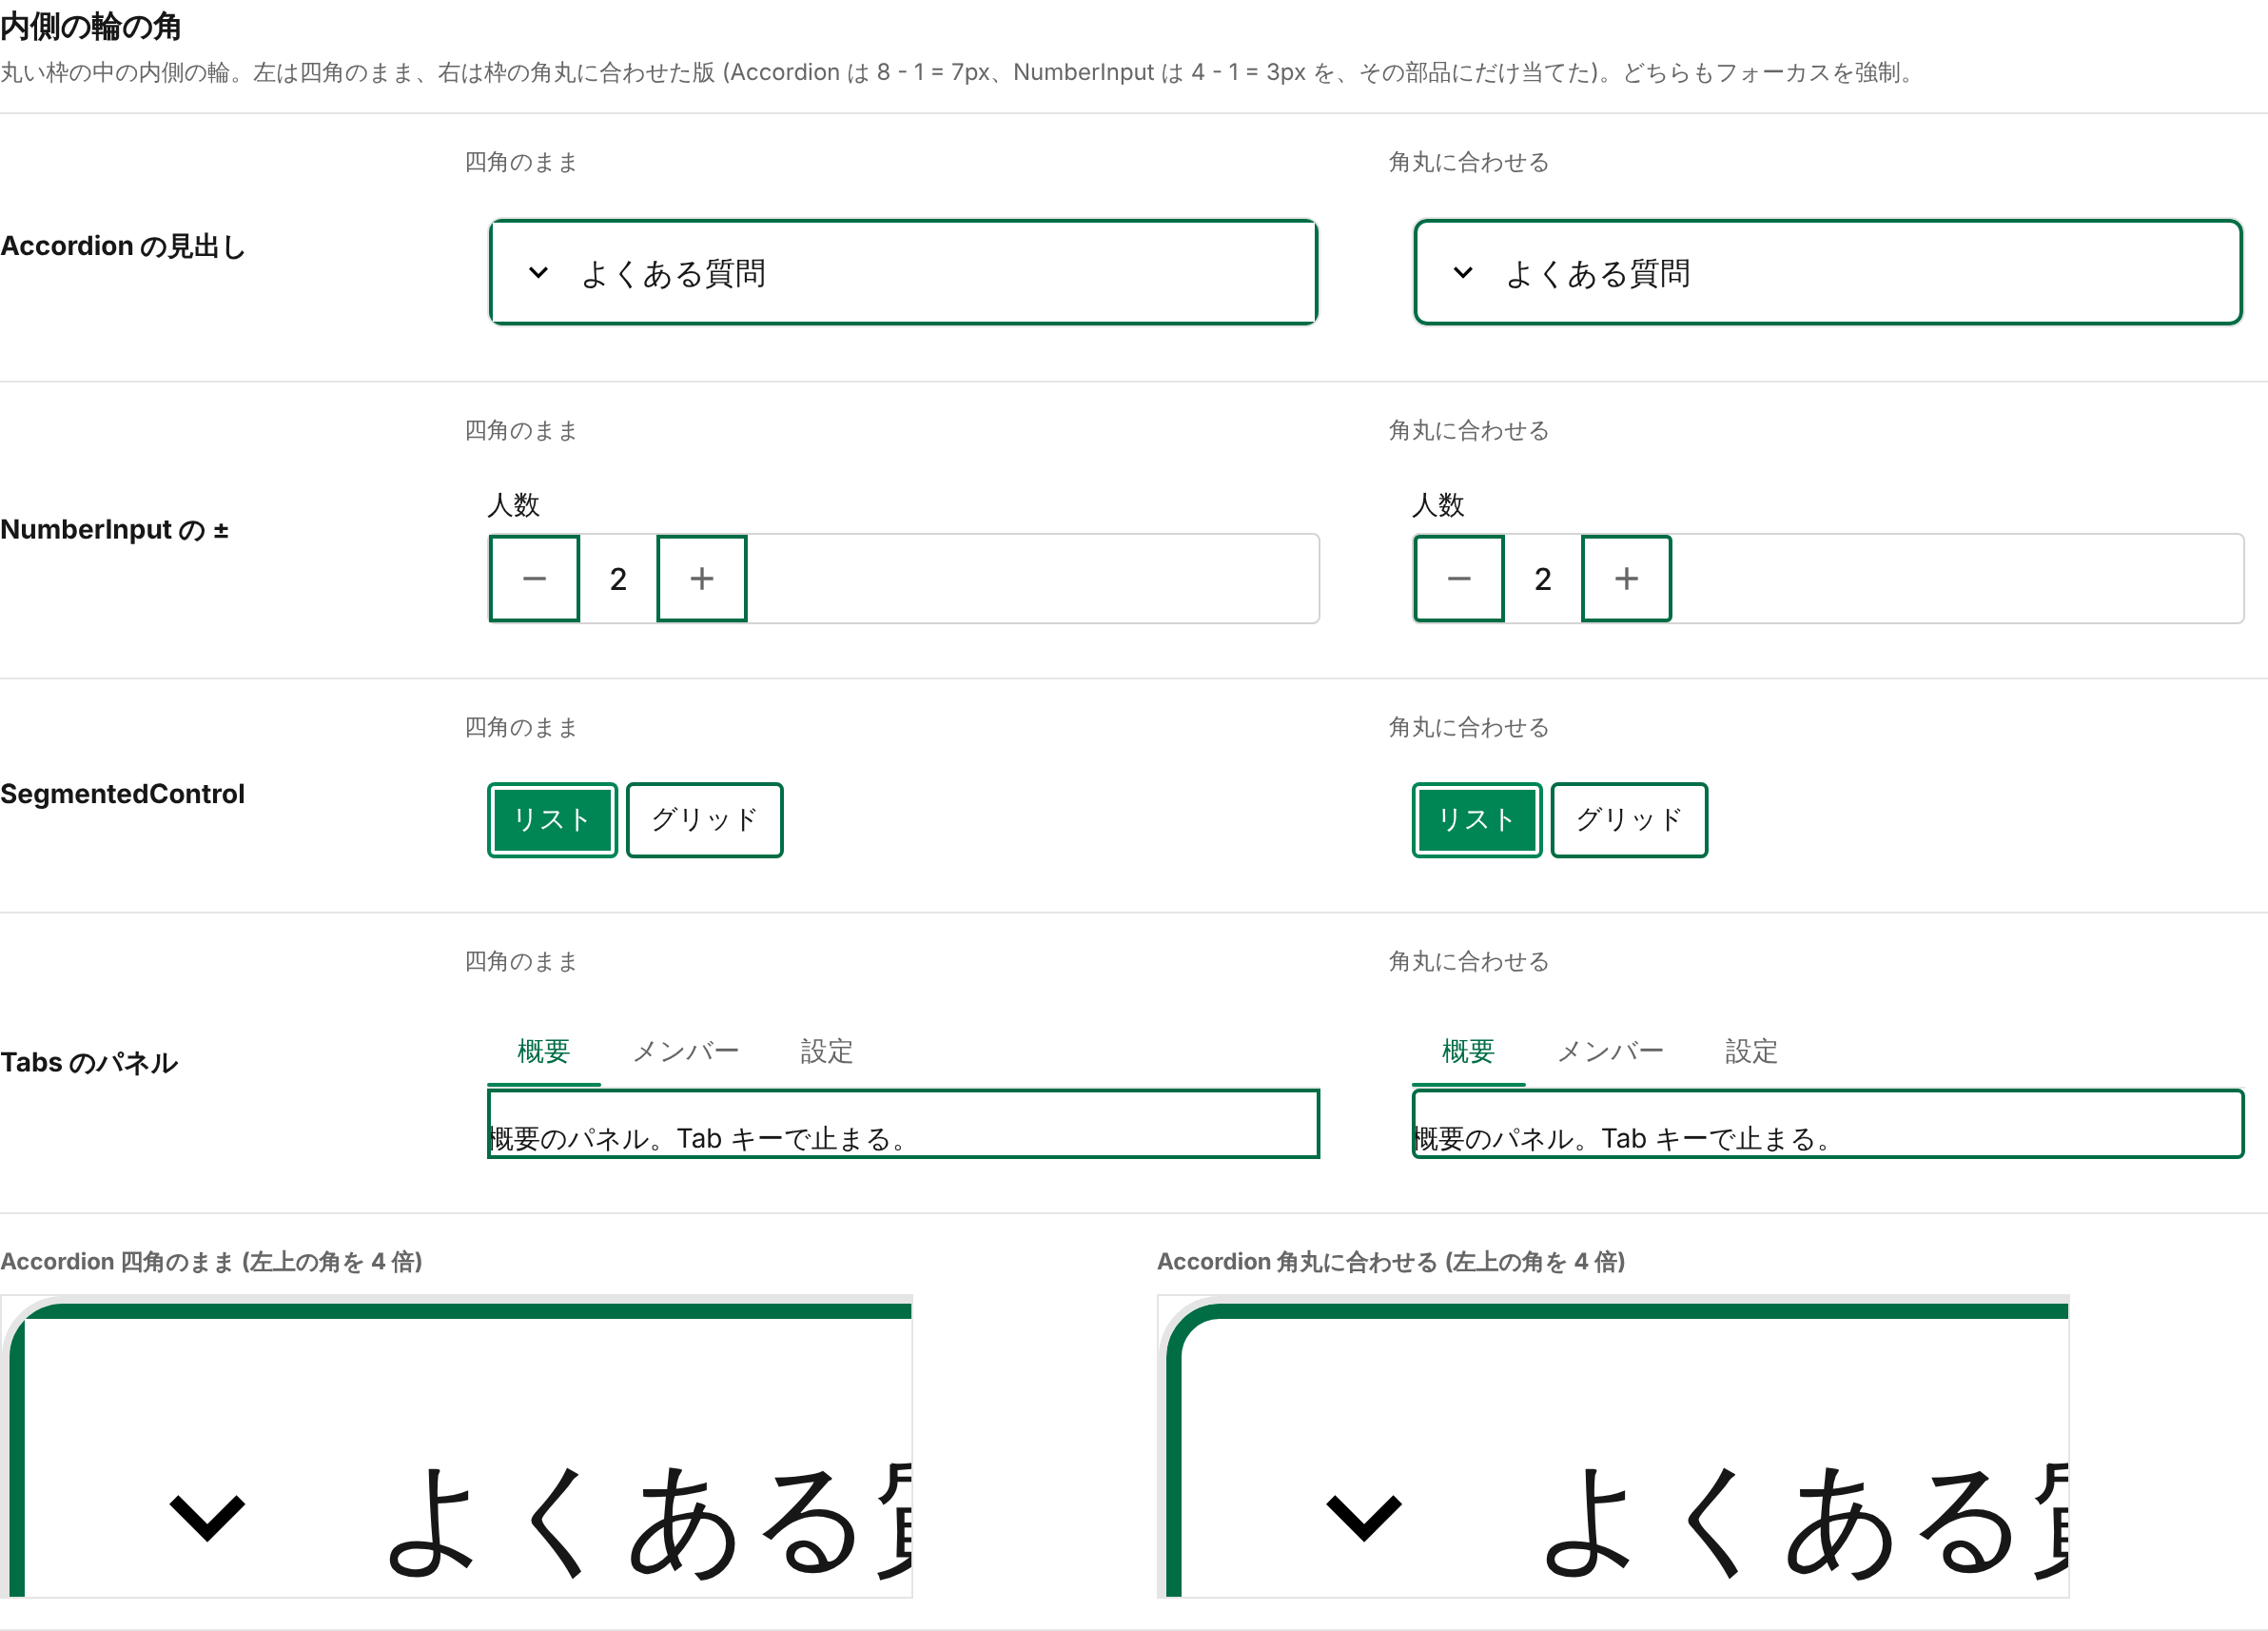 内側の輪の角
丸い枠の中の内側の輪。左は四角のまま、右は枠の角丸に合わせた版 (Accordion は 8 - 1 = 7px、NumberInput は 4 - 1 = 3px を、その部品にだけ当てた)。どちらもフォーカスを強制。
四角のまま
角丸に合わせる
Accordion の見出し
よくある質問
よくある質問
四角のまま
角丸に合わせる
NumberInput の ±
人数
− 2 +
人数
− 2 +
四角のまま
角丸に合わせる
SegmentedControl
リスト グリッド
リスト グリッド
四角のまま
角丸に合わせる
Tabs のパネル
概要 メンバー 設定
概要のパネル。Tab キーで止まる。
概要 メンバー 設定
概要のパネル。Tab キーで止まる。
Accordion 四角のまま (左上の角を 4 倍)
Accordion 角丸に合わせる (左上の角を 4 倍)
よくある
よくある